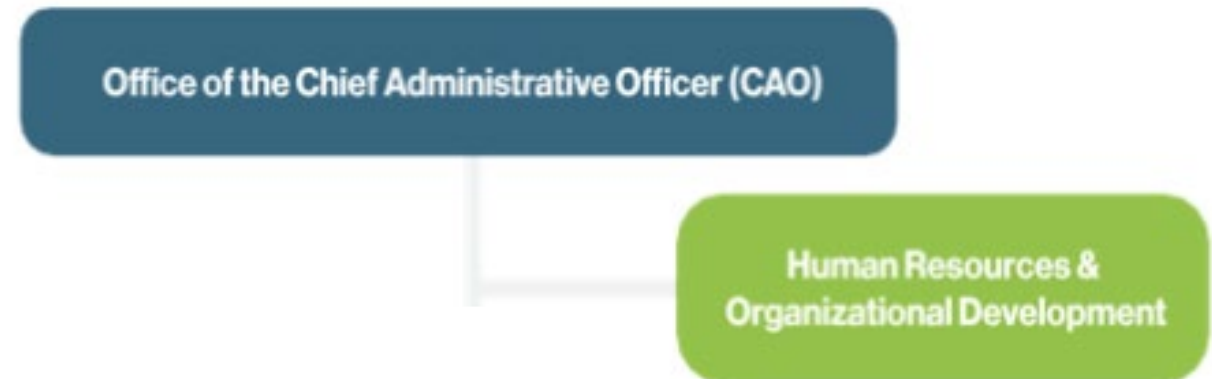 Office of the Chief Administrative Officer (CAO)
Human Resources &
Organizational Development